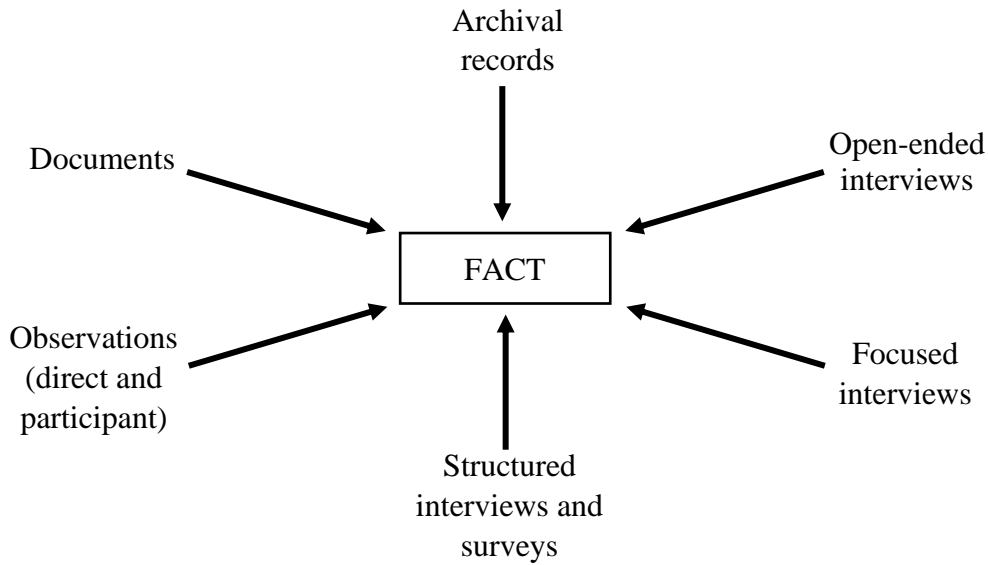 Archival
records
Documents
Open-ended
interviews
FACT
Observations
(direct and
participant)
Focused
interviews
Structured
interviews and
surveys